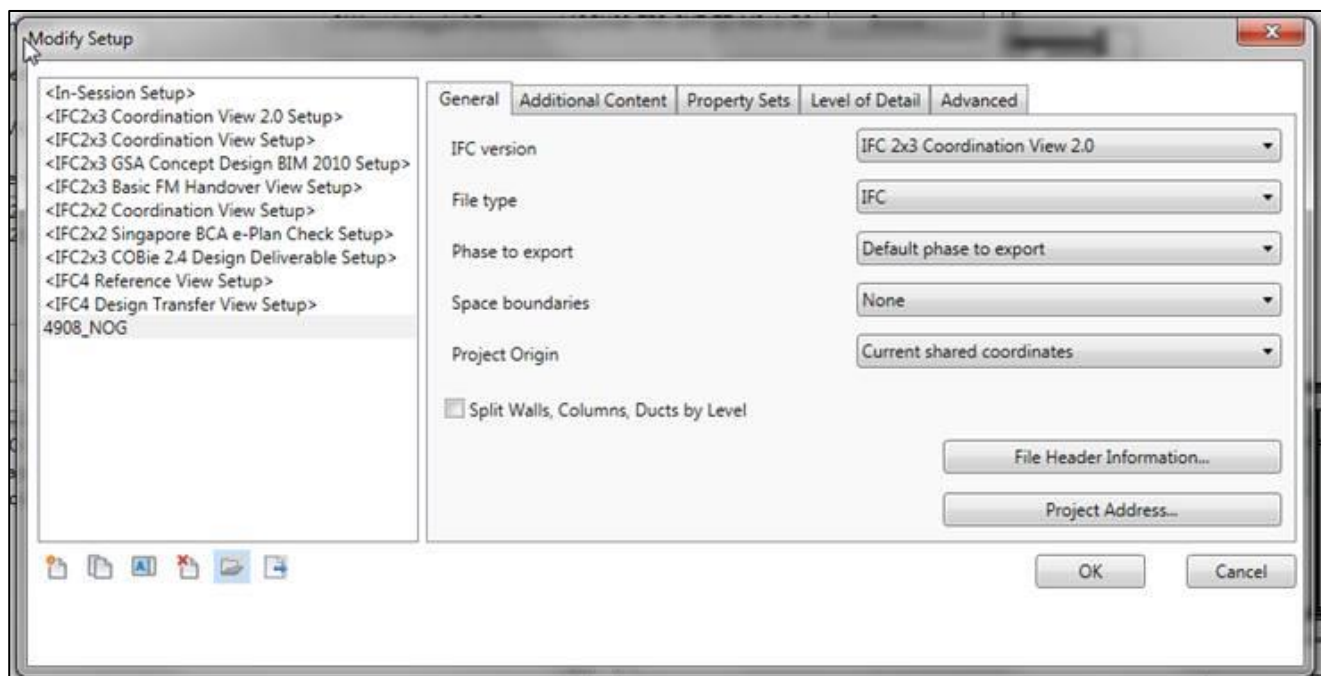 Modify Setup
<In-Session Setup>
<IFC2x3 Coordination View 2.0 Setup>
<IFC2x3 Coordination View Setup>
<IFC2x3 GSA Concept Design BIM 2010 Setup>
<IFC2x3 Basic FM Handover View Setup>
<IFC2x2 Coordination View Setup>
<IFC2x2 Singapore BCA e-Plan Check Setup>
<IFC2x3 COBie 2.4 Design Deliverable Setup>
<IFC4 Reference View Setup>
<IFC4 Design Transfer View Setup>
4908_NOG
General Additional Content Property Sets Level of Detail Advanced
IFC version IFC 2x3 Coordination View 2.0
File type IFC
Phase to export Default phase to export
Space boundaries None
Project Origin Current shared coordinates
Split Walls, Columns, Ducts by Level
File Header Information...
Project Address...
OK Cancel